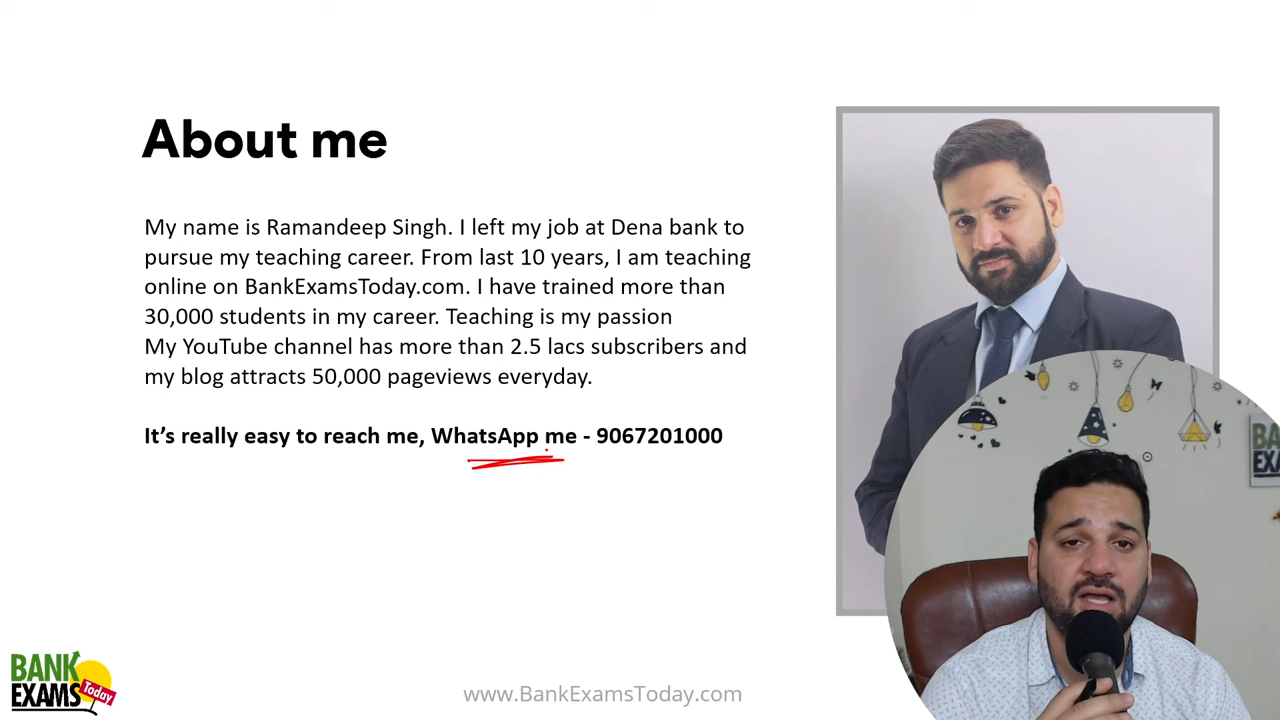 About me
My name is Ramandeep Singh. I left my job at Dena bank to
pursue my teaching career. From last 10 years, I am teaching
online on BankExamsToday.com. I have trained more than
30,000 students in my career. Teaching is my passion
My YouTube channel has more than 2.5 lacs subscribers and
my blog attracts 50,000 pageviews everyday.
It's really easy to reach me, WhatsApp me - 9067201000
BANK
EXAMS
Today
www.BankExamsToday.com